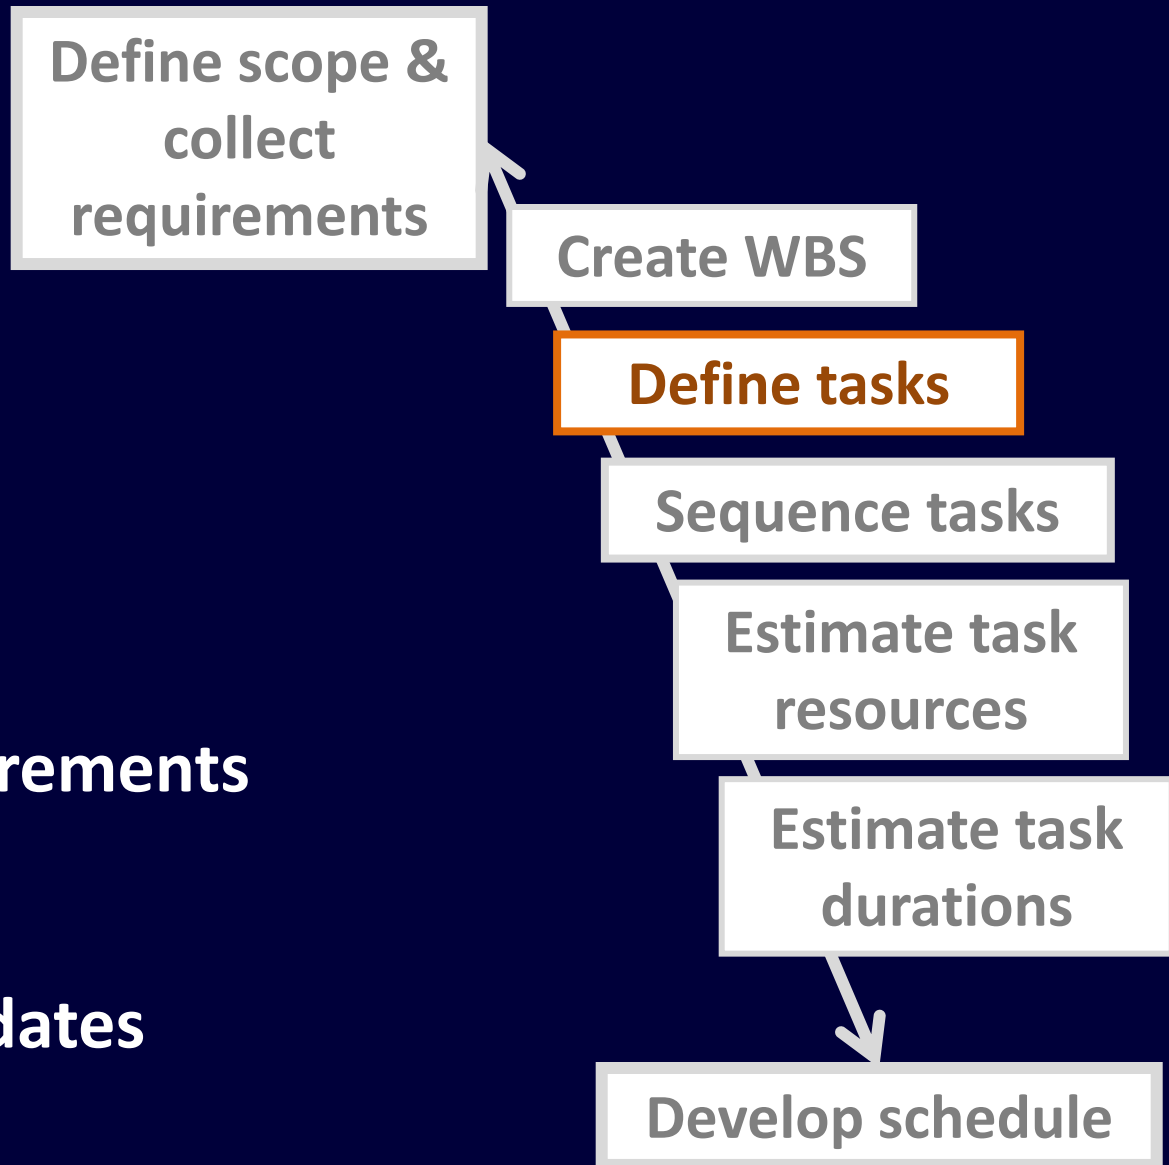 Define scope &
collect
requirements
Create WBS
Define tasks
Sequence tasks
Estimate task
resources
rements
Estimate task
durations
dates
Develop schedule